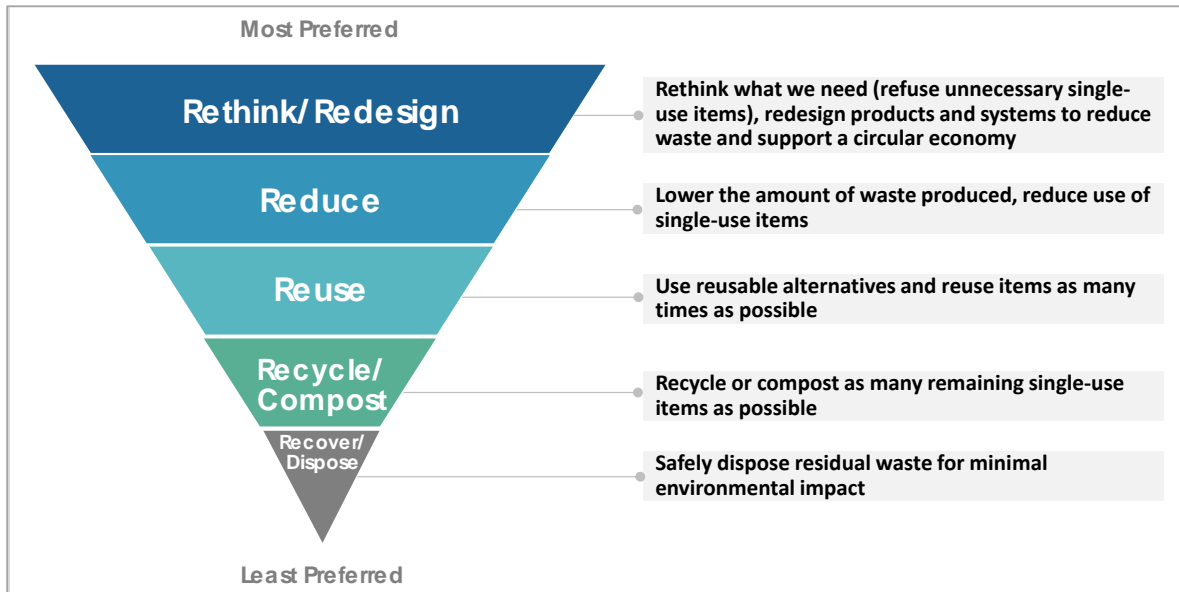 Most Preferred
Rethink/ Redesign
Rethink what we need (refuse unnecessary single-
use items), redesign products and systems to reduce
waste and support a circular economy
Reduce
Lower the amount of waste produced, reduce use of
single-use items
Reuse
Use reusable alternatives and reuse items as many
times as possible
Recycle/
Compost
Recycle or compost as many remaining single-use
items as possible
Recover/
Dispose
Safely dispose residual waste for minimal
environmental impact
Least Preferred